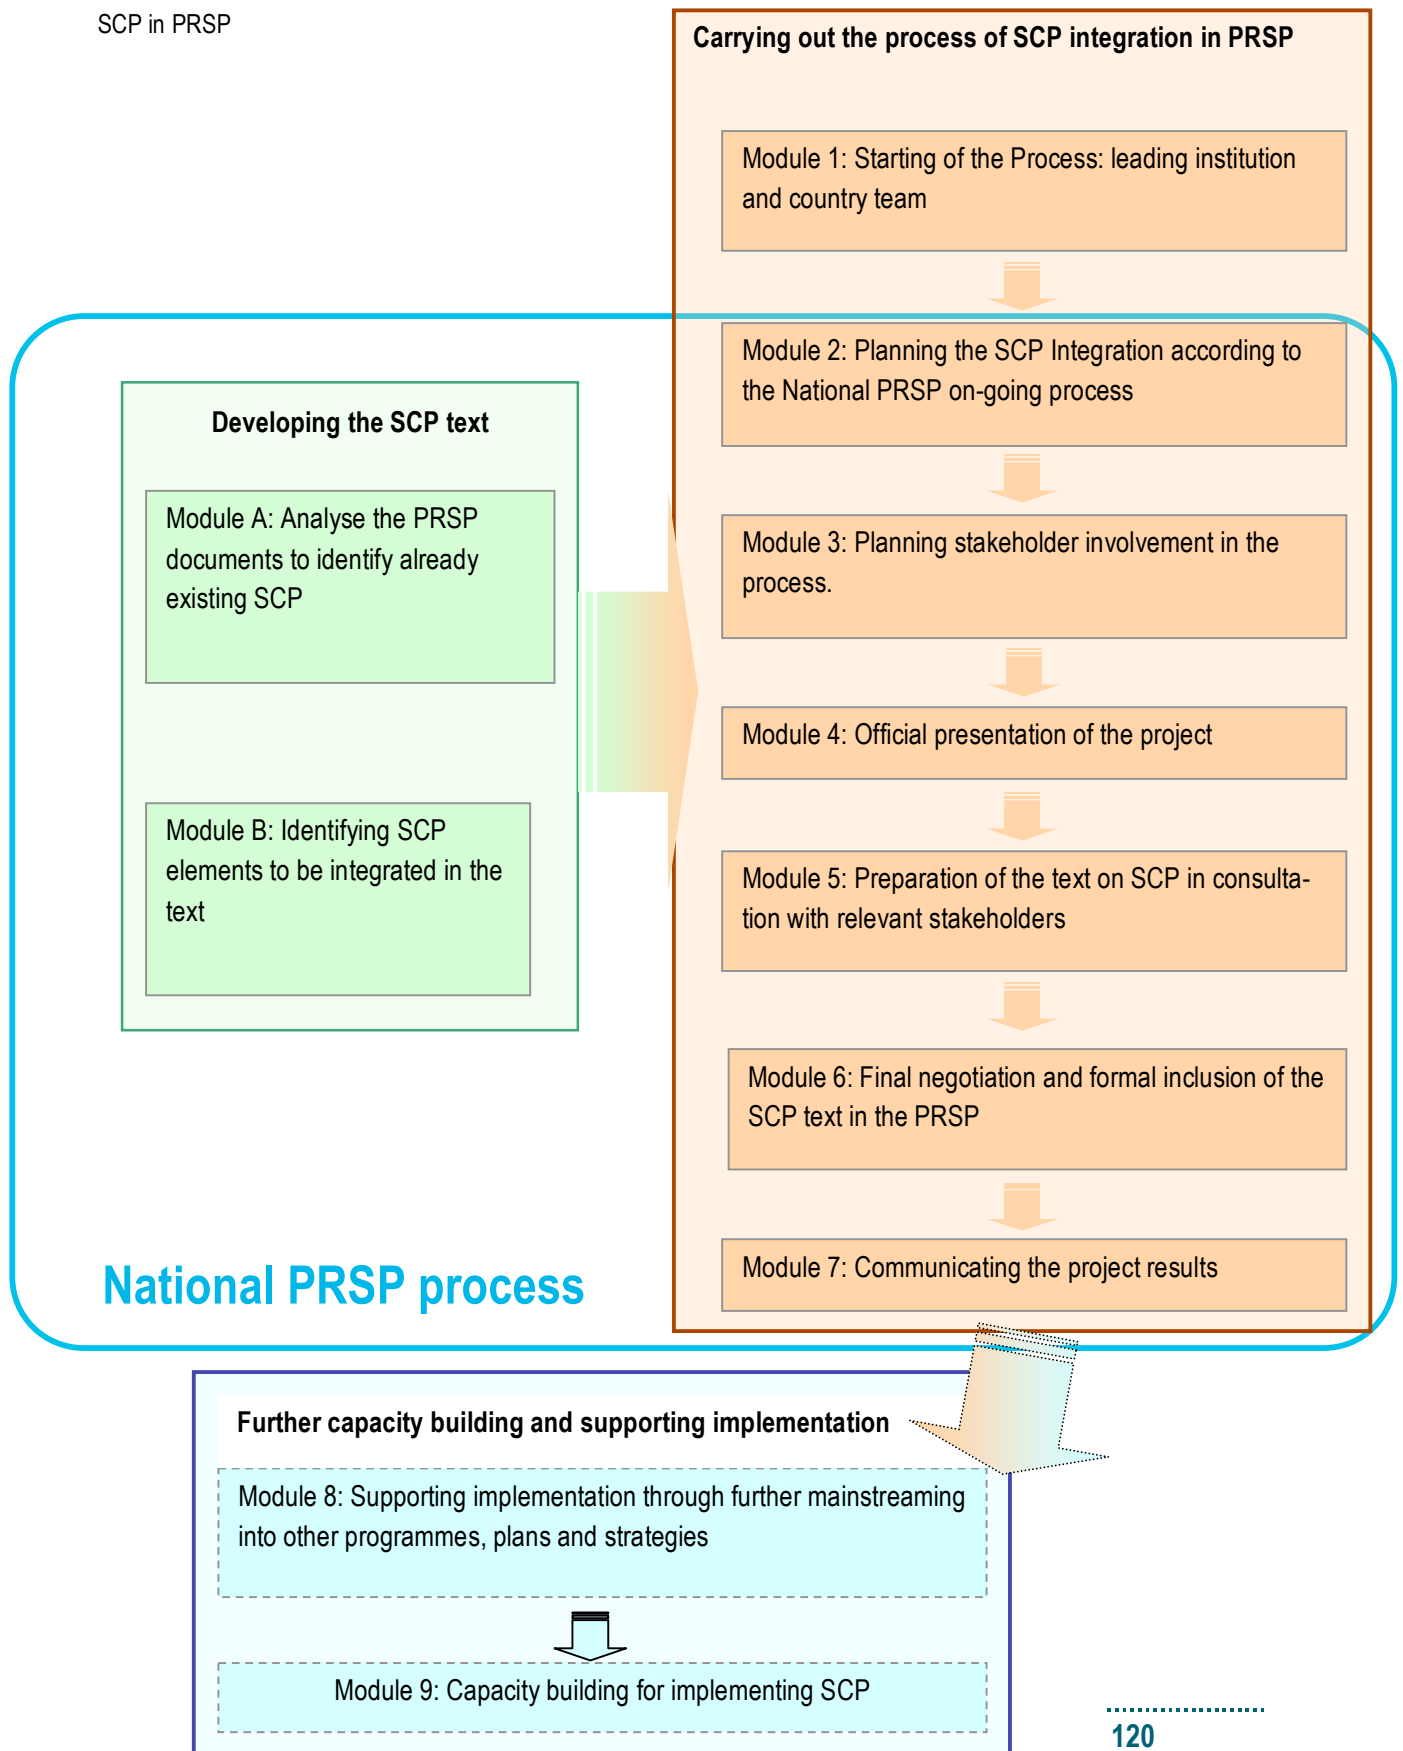 SCP in PRSP
Carrying out the process of SCP integration in PRSP
Module 1: Starting of the Process: leading institution
and country team
Module 2: Planning the SCP Integration according to
the National PRSP on-going process
Developing the SCP text
Module A: Analyse the PRSP
documents to identify already
existing SCP
Module 3: Planning stakeholder involvement in the
process.
Module 4: Official presentation of the project
Module B: Identifying SCP
elements to be integrated in the
text
Module 5: Preparation of the text on SCP in consulta-
tion with relevant stakeholders
Module 6: Final negotiation and formal inclusion of the
SCP text in the PRSP
Module 7: Communicating the project results
National PRSP process
Further capacity building and supporting implementation
Module 8: Supporting implementation through further mainstreaming
into other programmes, plans and strategies
Module 9: Capacity building for implementing SCP
120